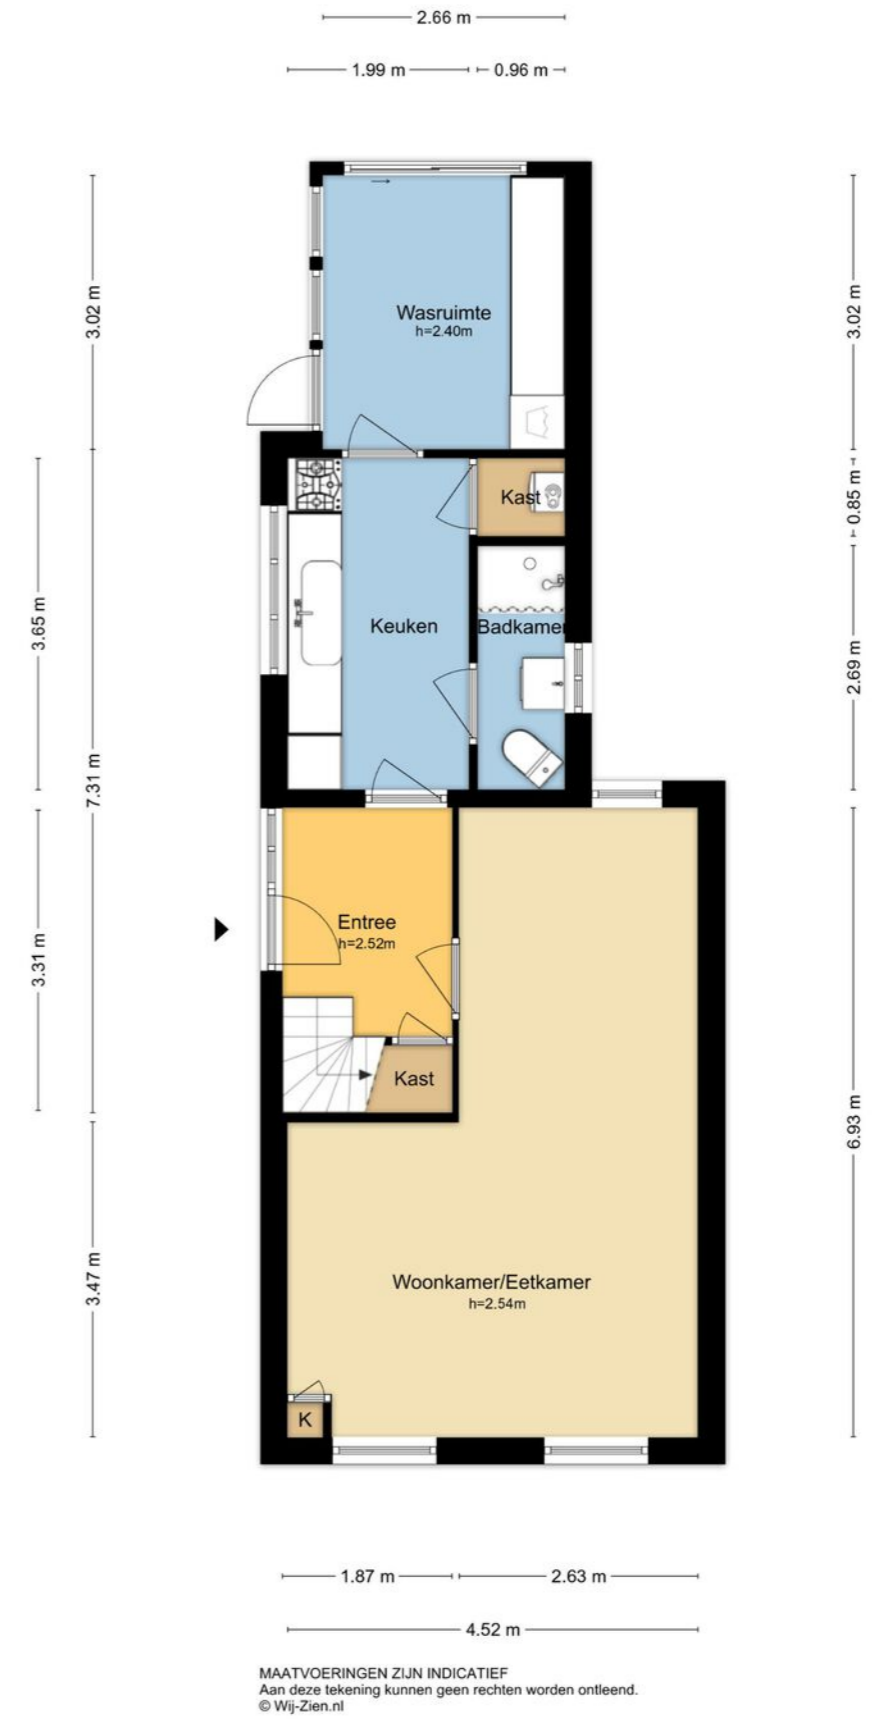 2.66 m
1.99 m
0.96 m
3.02 m
3.02 m
Wasruimte
h=2.40m
Kast
0.85 m
3.65 m
Keuken
Badkamer
2.69 m
7.31 m
Entree
h=2.52m
3.31 m
Kast
6.93 m
3.47 m
Woonkamer/Eetkamer
h=2.54m
K
1.87 m
2.63 m
4.52 m
MAATVOERINGEN ZIJN INDICATIEF
Aan deze tekening kunnen geen rechten worden ontleend.
© Wij-Zien.nl